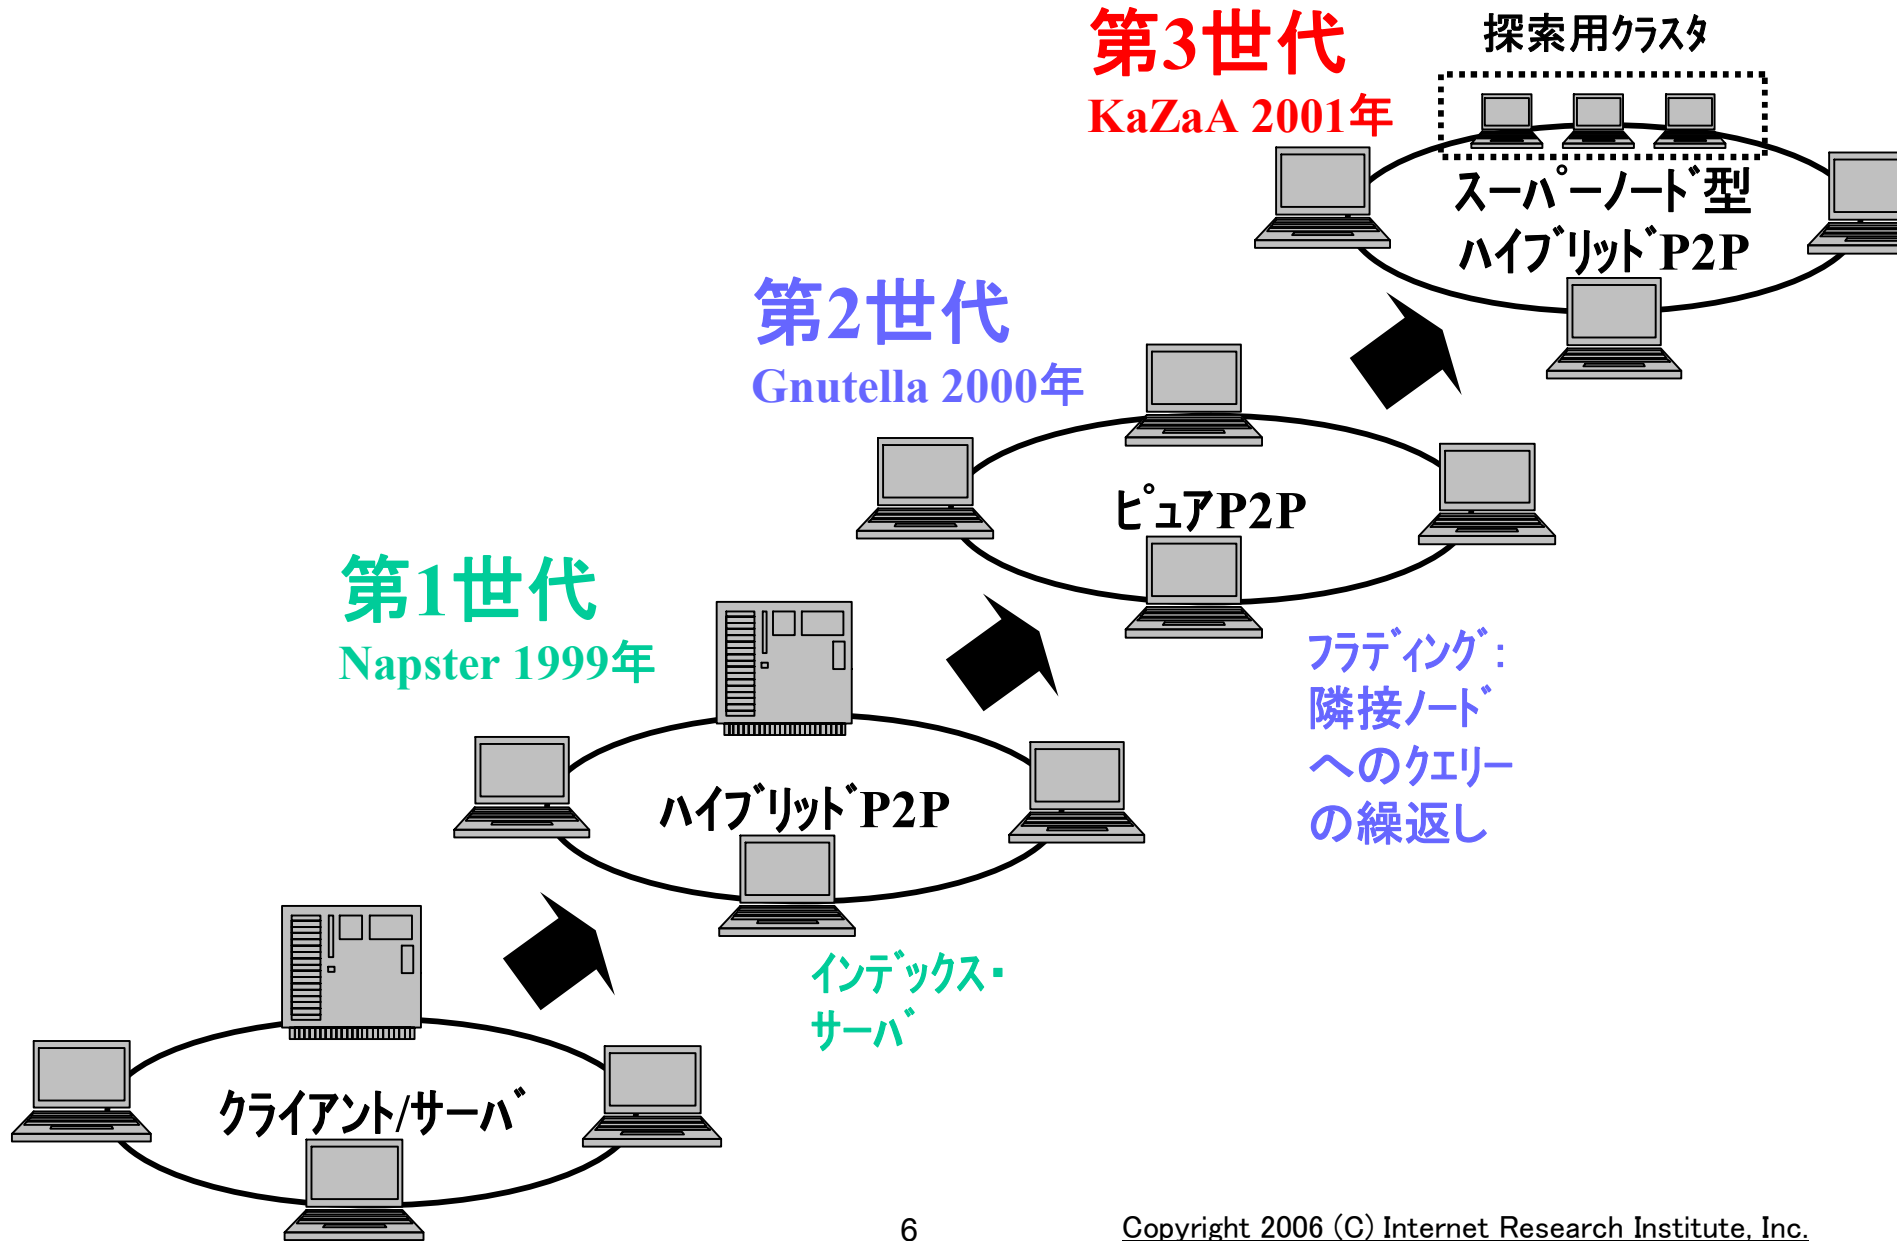 第3世代
KaZaA 2001年
探索用クラスタ
スーパーノード型
ハイブリッドP2P
第2世代
Gnutella 2000年
ピュアP2P
フラディング:
隣接ノード
へのクエリー
の繰返し
第1世代
Napster 1999年
ハイブリッドP2P
インデックス・
サーバ
クライアント/サーバ
6
Copyright 2006 (C) Internet Research Institute, Inc.